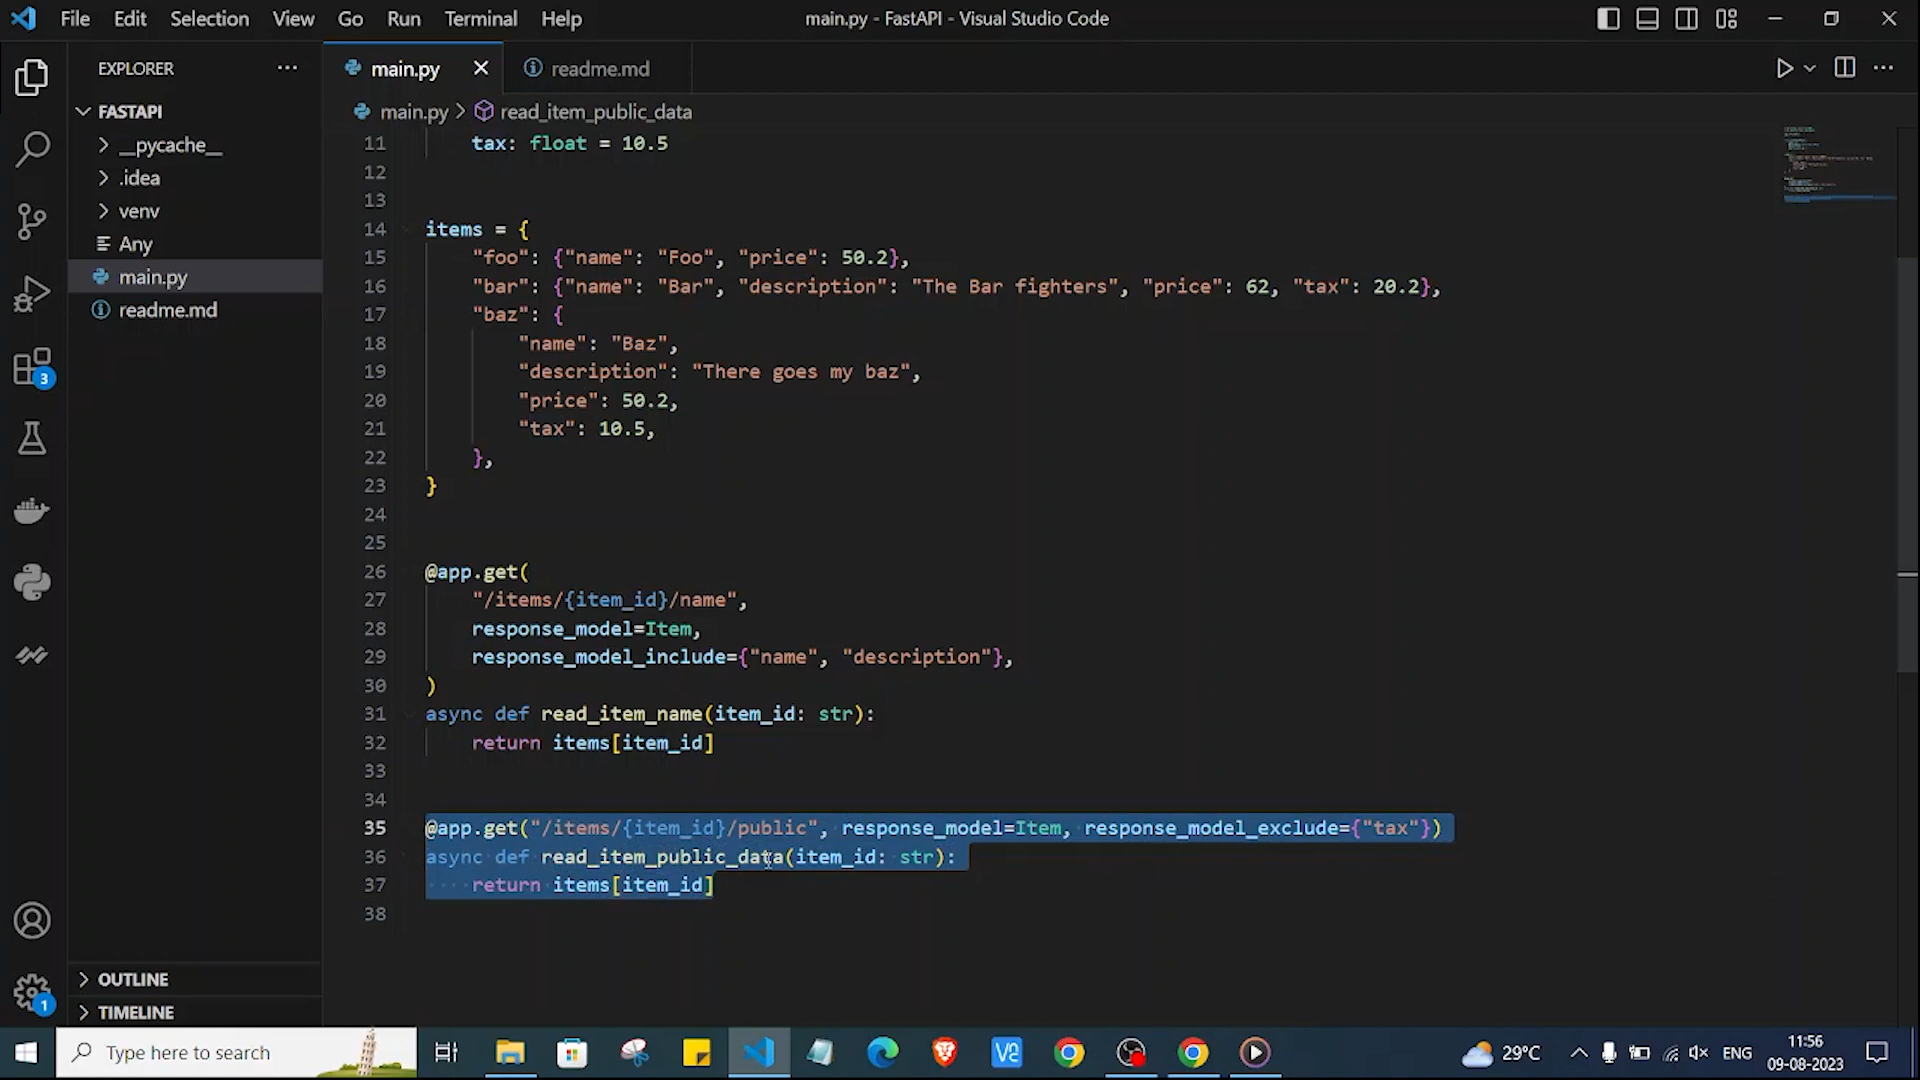 File Edit Selection View Go Run Terminal Help
main.py - FastAPI - Visual Studio Code
EXPLORER
FASTAPI
__pycache__
.idea
venv
Any
main.py
readme.md
OUTLINE
TIMELINE
3
1
main.py
readme.md
main.py > read_item_public_data
11 tax: float = 10.5
12
13
14 items = {
15 "foo": {"name": "Foo", "price": 50.2},
16 "bar": {"name": "Bar", "description": "The Bar fighters", "price": 62, "tax": 20.2},
17 "baz": {
18 "name": "Baz",
19 "description": "There goes my baz",
20 "price": 50.2,
21 "tax": 10.5,
22 },
23 }
24
25
26 @app.get(
27 "/items/{item_id}/name",
28 response_model=Item,
29 response_model_include={"name", "description"},
30 )
31 async def read_item_name(item_id: str):
32 return items[item_id]
33
34
35 @app.get("/items/{item_id}/public", response_model=Item, response_model_exclude={"tax"})
36 async def read_item_public_data(item_id: str):
37 return items[item_id]
38
Type here to search
29°C
ENG
11:56
09-08-2023